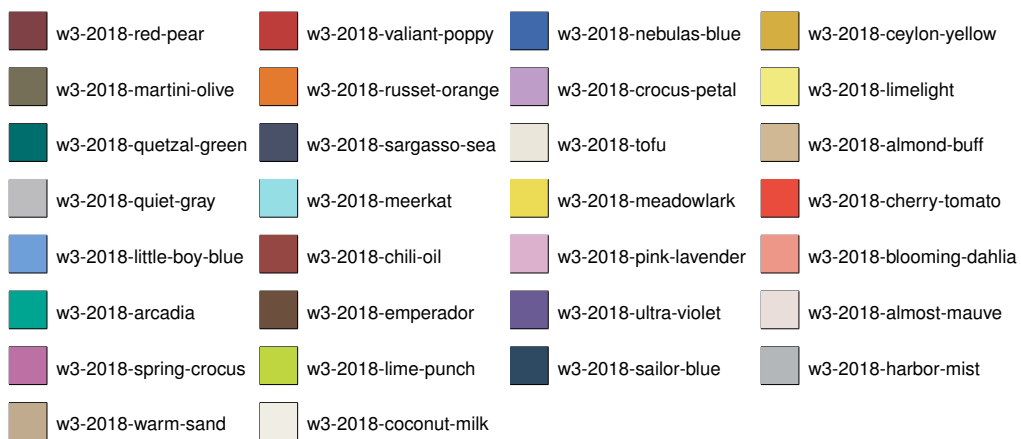 w3-2018-red-pear w3-2018-valiant-poppy w3-2018-nebulas-blue w3-2018-ceylon-yellow
w3-2018-martini-olive w3-2018-russet-orange w3-2018-crocus-petal w3-2018-limelight
w3-2018-quetzal-green w3-2018-sargasso-sea w3-2018-tofu w3-2018-almond-buff
w3-2018-quiet-gray w3-2018-meerkat w3-2018-meadowlark w3-2018-cherry-tomato
w3-2018-little-boy-blue w3-2018-chili-oil w3-2018-pink-lavender w3-2018-blooming-dahlia
w3-2018-arcadia w3-2018-emperador w3-2018-ultra-violet w3-2018-almost-mauve
w3-2018-spring-crocus w3-2018-lime-punch w3-2018-sailor-blue w3-2018-harbor-mist
w3-2018-warm-sand w3-2018-coconut-milk